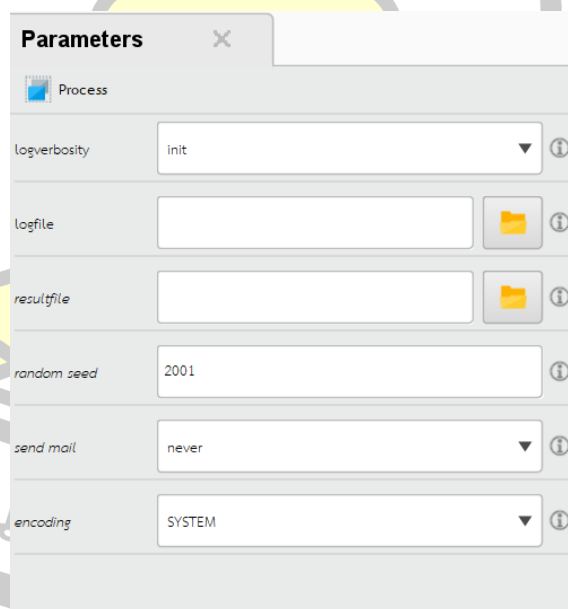 Parameters
Process
logverbosity
init
logfile
resultfile
random seed
2001
send mail
never
encoding
SYSTEM